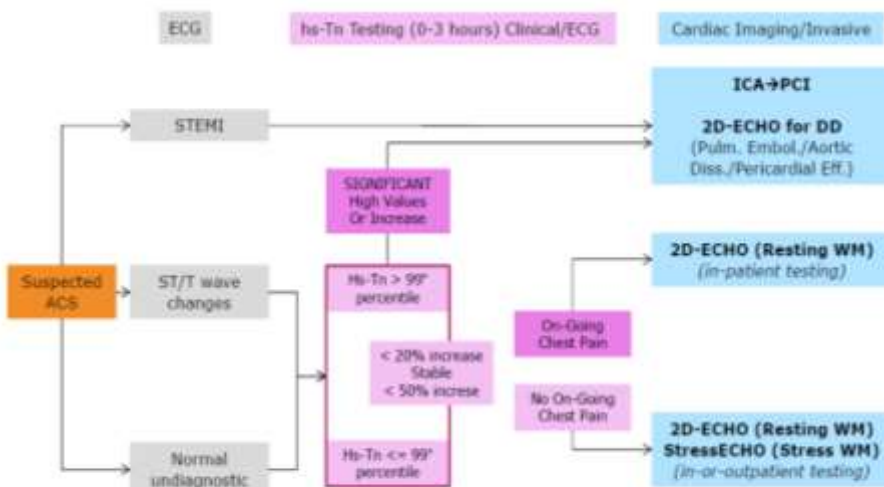 ECG
hs-Tn Testing (0-3 hours) Clinical/ECG
Cardiac Imaging/Invasive
STEMI
ICA→PCI
2D-ECHO for DD
(Pulm. Embol./Aortic
Diss./Pericardial Eff.)
SIGNIFICANT
High Values
Or Increase
Suspected
ACS
ST/T wave
changes
Hs-Tn > 99°
percentile
2D-ECHO (Resting WM)
(in-patient testing)
On-Going
Chest Pain
< 20% increase
Stable
< 50% increse
No On-Going
Chest Pain
Normal
undiagnostic
Hs-Tn <= 99°
percentile
2D-ECHO (Resting WM)
StressECHO (Stress WM)
(in-or-outpatient testing)